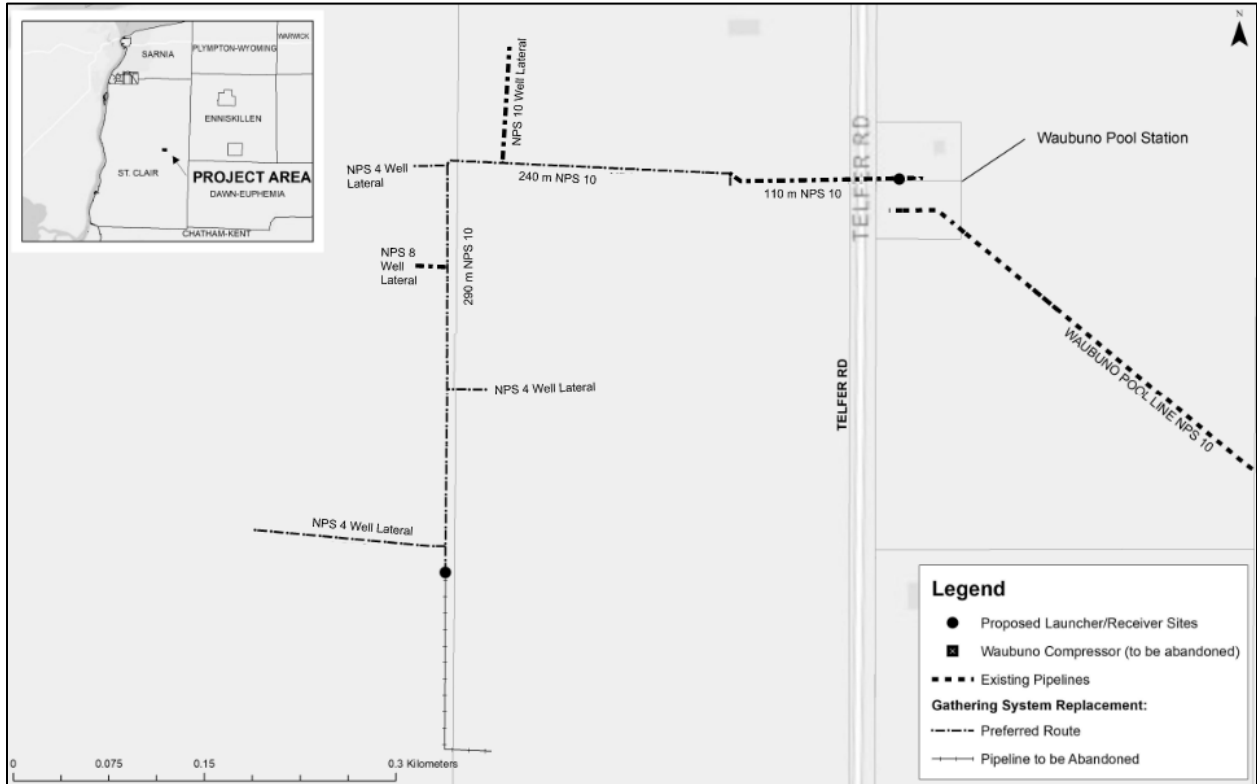 N
WARWICK
PLYMPTON-WYOMING
SARNIA
ENNISKILLEN
ST. CLAIR
PROJECT AREA
DAWN-EUPHEMIA
CHATHAM-KENT
NPS 10 Well Lateral
NPS 4 Well
Lateral
240 m NPS 10
110 m NPS 10
TELFER RD
Waubuno Pool Station
NPS 8
Well
Lateral
290 m NPS 10
NPS 4 Well Lateral
TELFER RD
WAUBUNO POOL LINE NPS 10
NPS 4 Well Lateral
Legend
Proposed Launcher/Receiver Sites
Waubuno Compressor (to be abandoned)
Existing Pipelines
Gathering System Replacement:
Preferred Route
Pipeline to be Abandoned
0 0.075 0.15 0.3 Kilometers